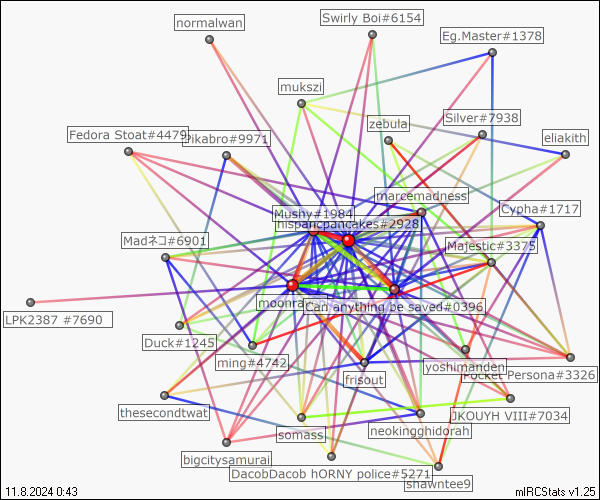 normalwan
Swirly Boi#6154
Eg.Master#1378
mukszi
zebula
Silver#7938
eliakith
Fedora Stoat#4479
ikabro#9971
marcemadness
Mushy#1984
hispancpancakes#2928
Cypha#1717
Madネコ#6901
Majestic#3375
moonra
Can anything be saved#0396
LPK2387 #7690
Duck#1245
ming#4742
frisout
yoshimanden
Pocket Persona#3326
thesecondtwat
somass
neokingghidorah
JKOUYH VIII#7034
bigcitysamurai
DacobDacob hORNY police#5271
shawntee9
11.8.2024 0:43
mIRCStats v1.25